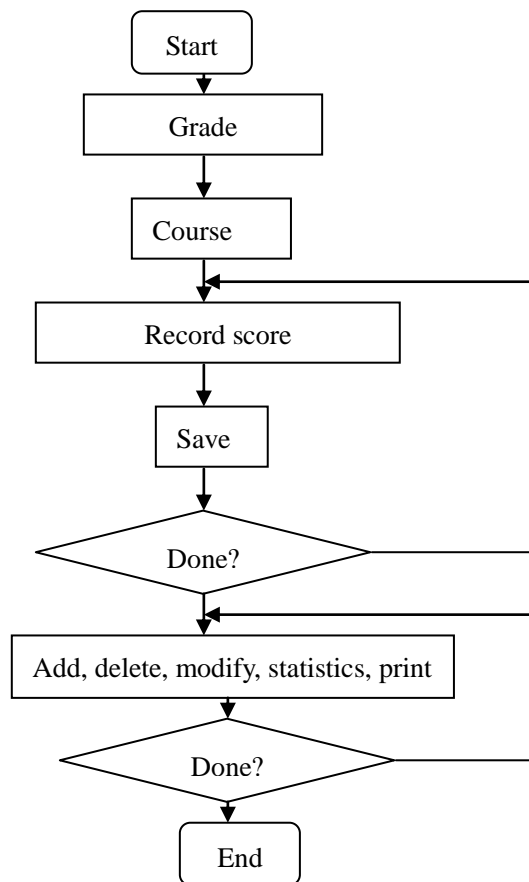 Start
Grade
Course
Record score
Save
Done?
Add, delete, modify, statistics, print
Done?
End